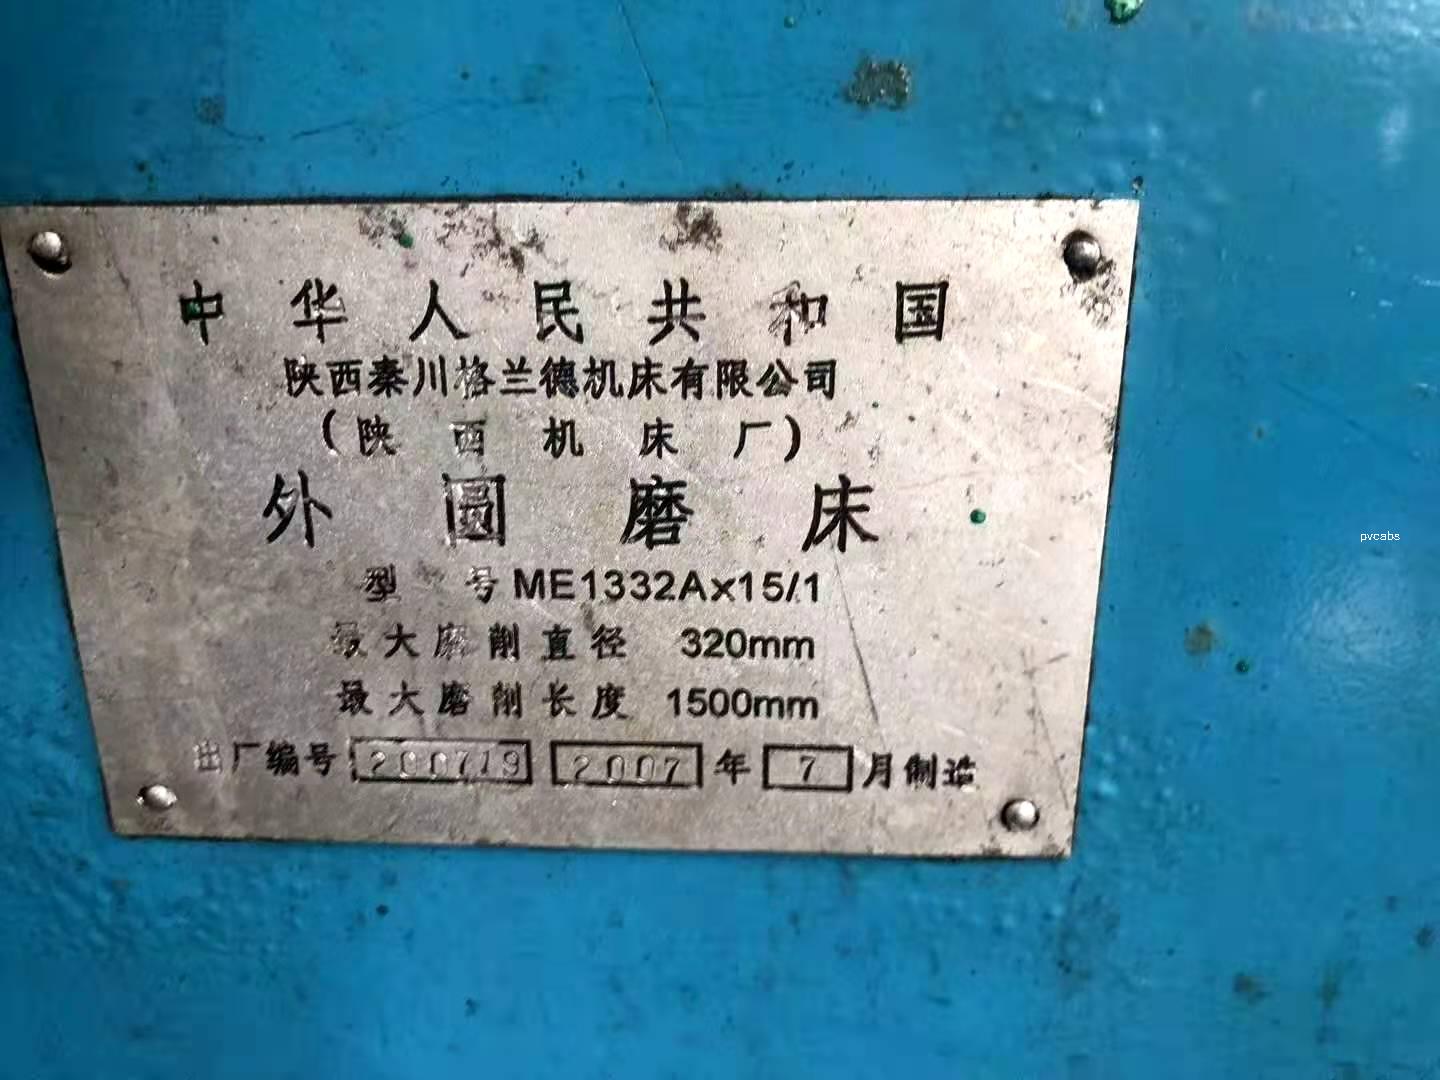 中华人民共和国
陕西秦川格兰德机床有限公司
(陕西机床厂)
外圆磨床
型号ME1332Ax15/1
最大磨削直径 320mm
最大磨削长度 1500mm
出厂编号 200719 2007 年 7 月制造
pvcabs